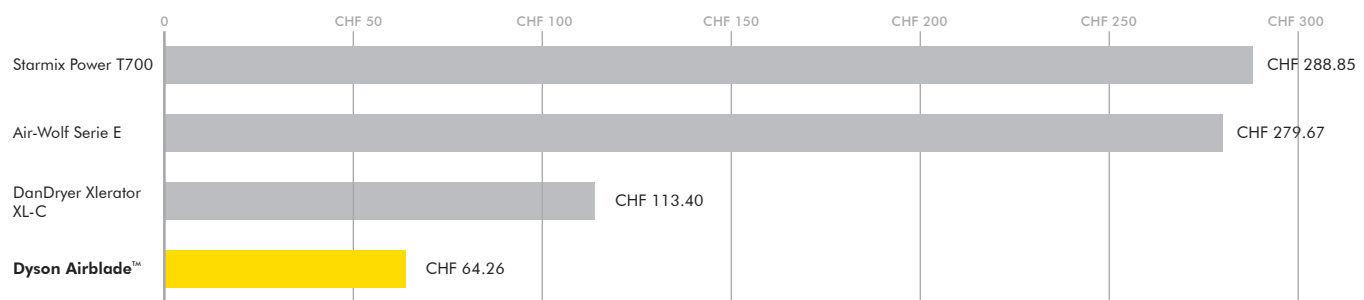 0 CHF 50 CHF 100 CHF 150 CHF 200 CHF 250 CHF 300
Starmix Power T700 CHF 288.85
Air-Wolf Serie E CHF 279.67
DanDryer Xlerator
XL-C CHF 113.40
Dyson Airblade™ CHF 64.26